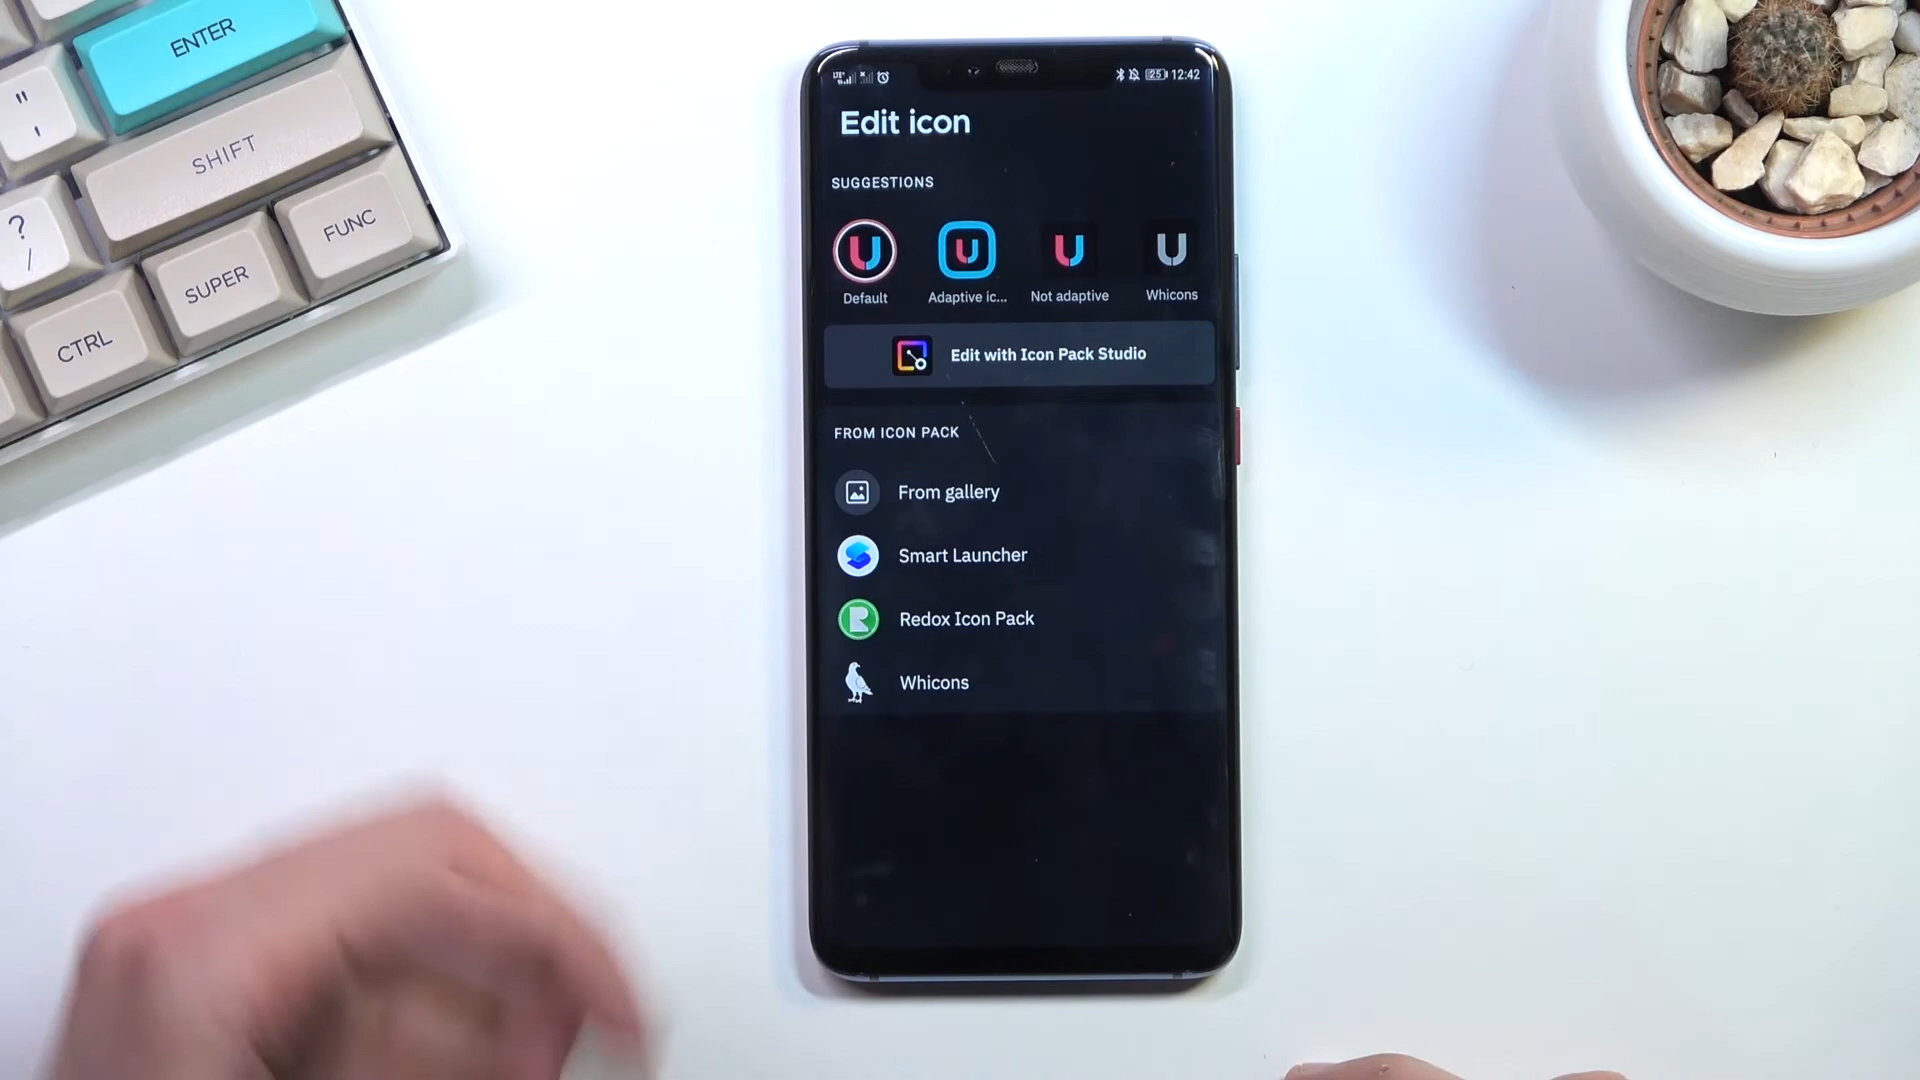 ENTER
"
'
SHIFT
?
/
SUPER
FUNC
CTRL
12:42
25
Edit icon
SUGGESTIONS
Default
Adaptive ic...
Not adaptive
Whicons
Edit with Icon Pack Studio
FROM ICON PACK
From gallery
Smart Launcher
Redox Icon Pack
Whicons